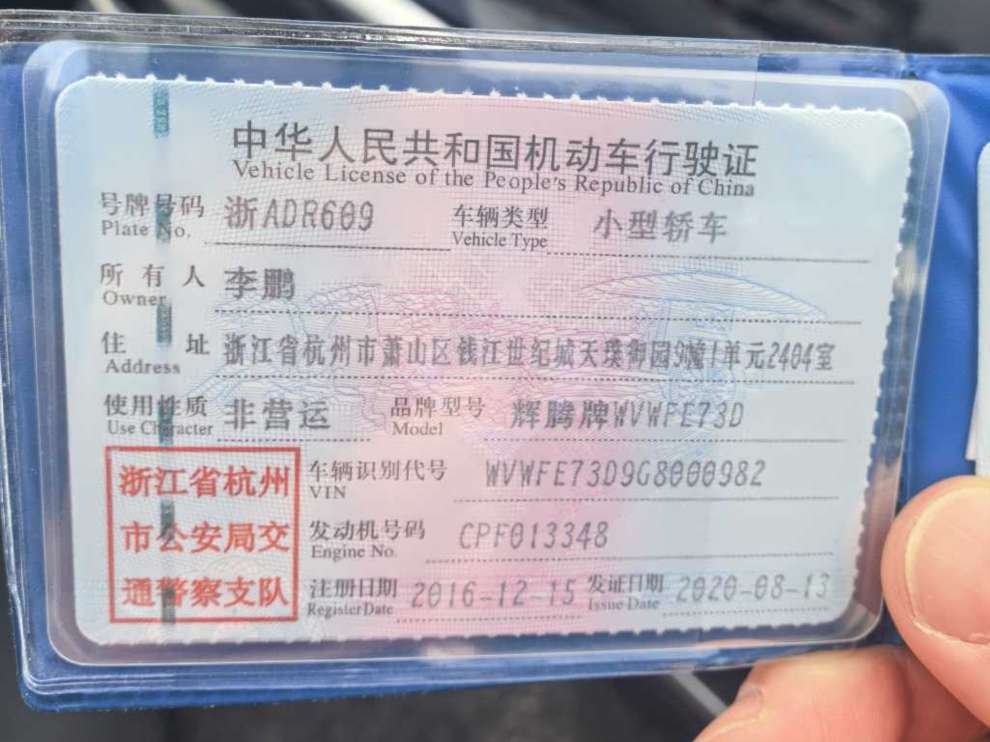 中华人民共和国机动车行驶证
Vehicle License of the People's Republic of China
号牌号码 浙ADR609 车辆类型 小型轿车
Plate No. Vehicle Type
所有人 李鹏
Owner
住址 浙江省杭州市萧山区钱江世纪城天璞御园9幢1单元2404室
Address
使用性质 非营运 品牌型号 辉腾牌WVWFE73D
Use Character Model
浙江省杭州
市公安局交
通警察支队
车辆识别代号 WVWFE73D9G8000982
VIN
发动机号码 CPF013348
Engine No.
注册日期 2016-12-15 发证日期 2020-08-13
Register Date Issue Date